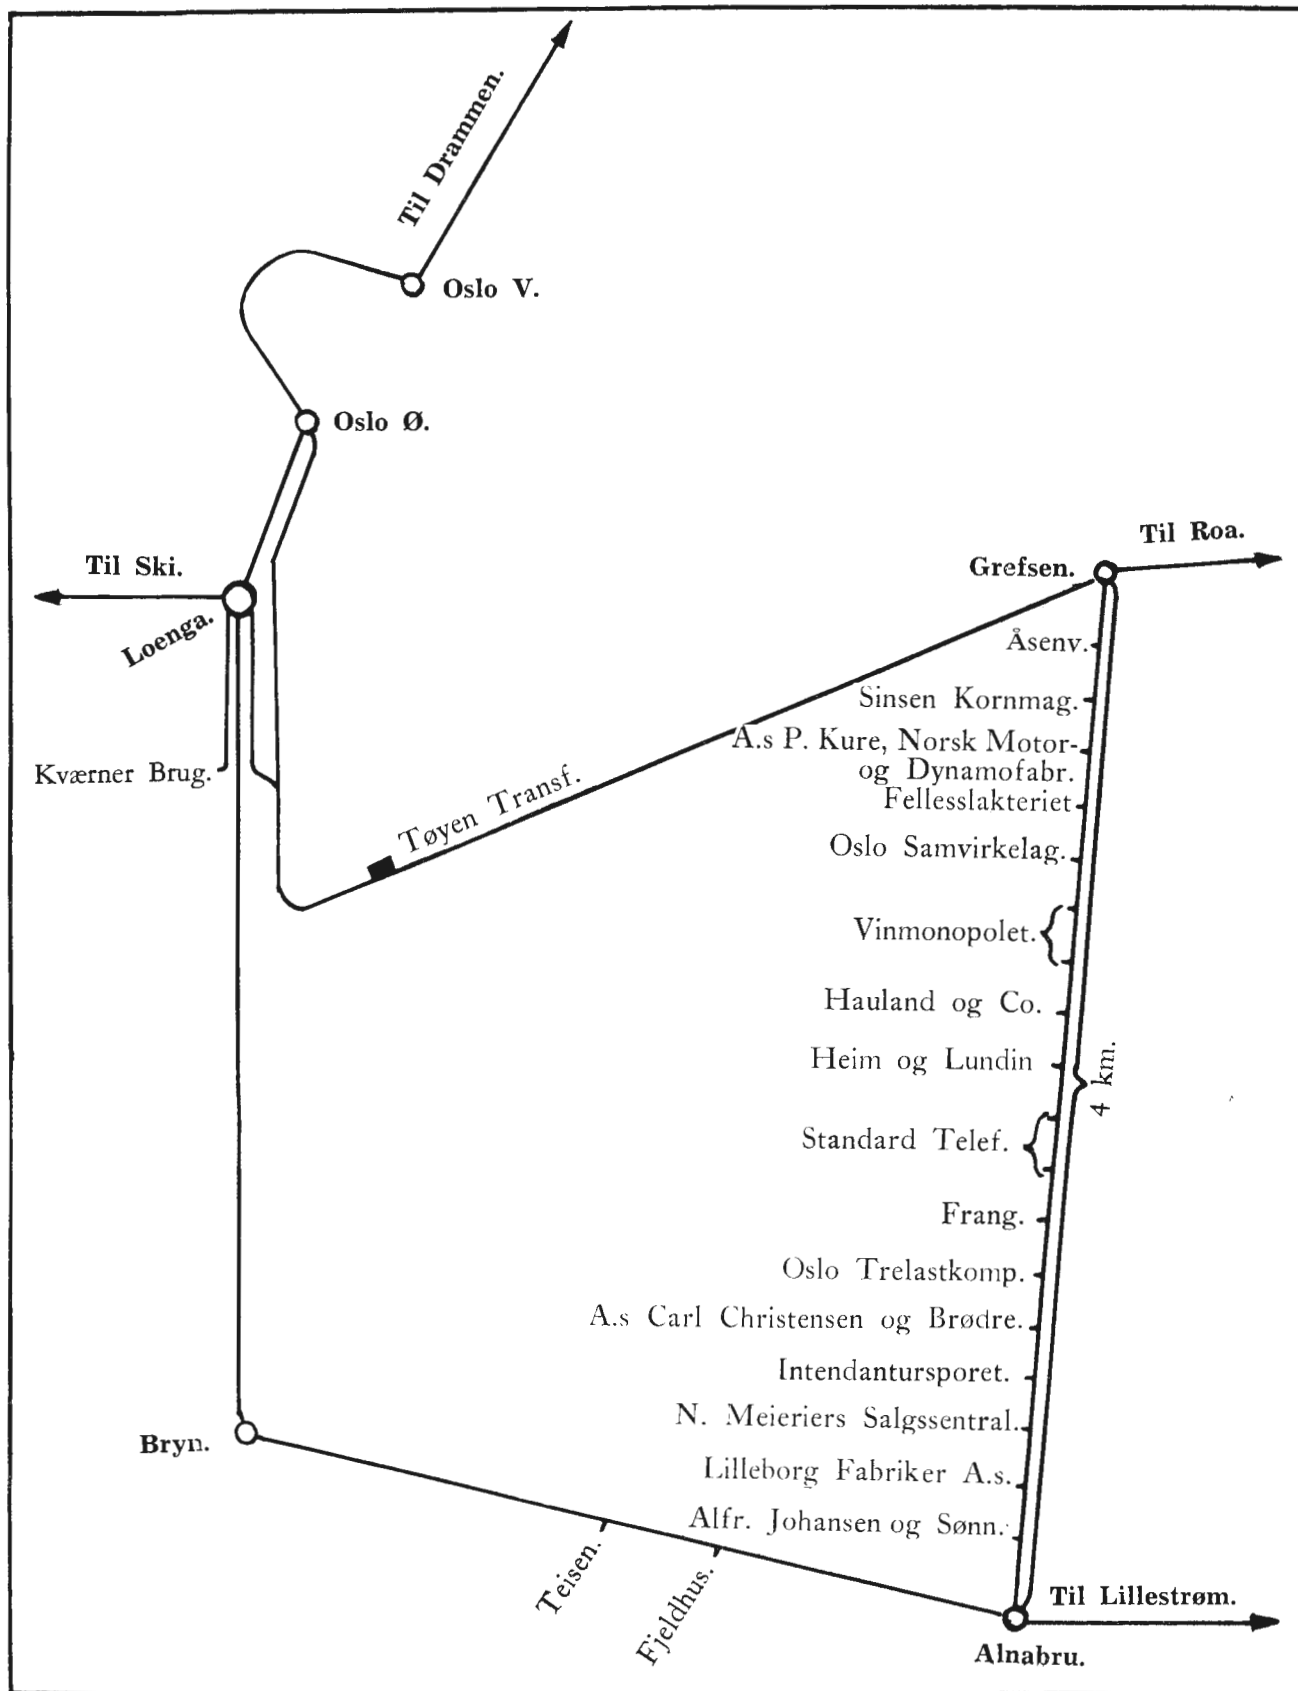 Til Drammen.
Oslo V.
Oslo Ø.
Til Ski.
Loenga.
Kværner Brug.
Tøyen Transf.
Grefsen.
Til Roa.
Åsenv.
Sinsen Kornmag.
A.s P. Kure, Norsk Motor-
og Dynamofabr.
Fellesslakteriet
Oslo Samvirkelag.
Vinmonopolet.
Hauland og Co.
Heim og Lundin
4 km.
Standard Telef.
Frang.
Oslo Trelastkomp.
A.s Carl Christensen og Brødre.
Intendantursporet.
N. Meieriers Salgssentral.
Lilleborg Fabriker A.s.
Alfr. Johansen og Sønn.
Bryn.
Teisen.
Fjeldhus.
Til Lillestrøm.
Alnabru.